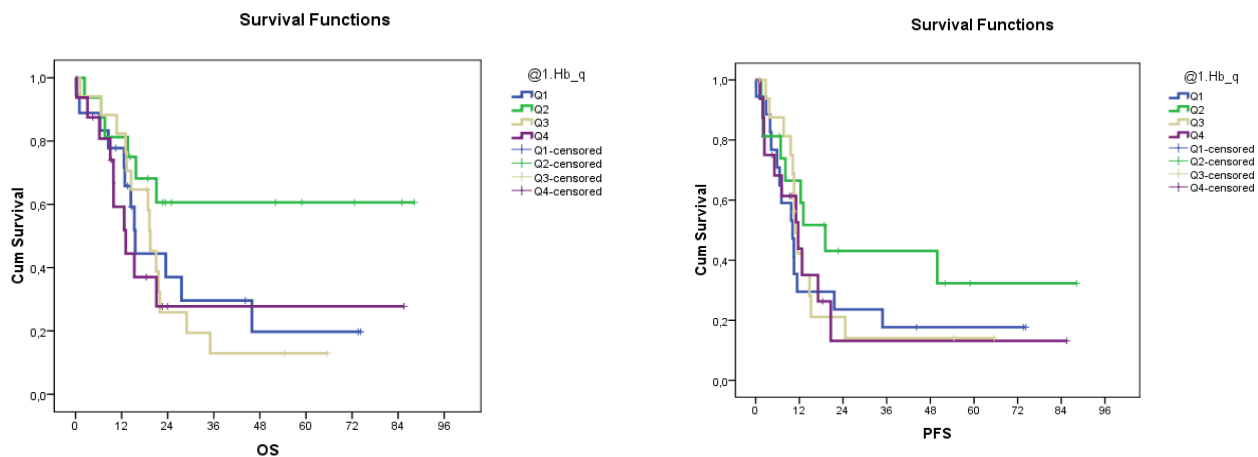 Survival Functions
1,0
0,8
0,6
0,4
0,2
0,0
Cum Survival
0 12 24 36 48 60 72 84 96
OS
@1.Hb_q
Q1
Q2
Q3
Q4
Q1-censored
Q2-censored
Q3-censored
Q4-censored
Survival Functions
1,0
0,8
0,6
0,4
0,2
0,0
Cum Survival
0 12 24 36 48 60 72 84 96
PFS
@1.Hb_q
Q1
Q2
Q3
Q4
Q1-censored
Q2-censored
Q3-censored
Q4-censored